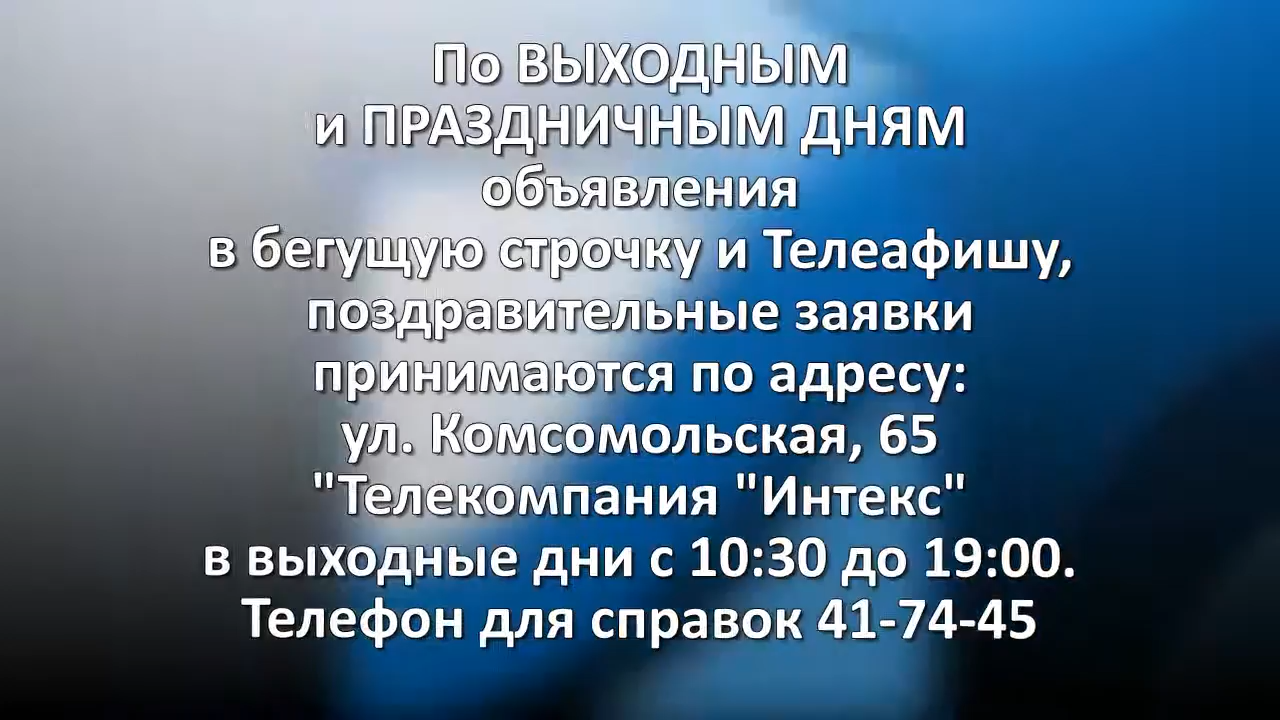 По ВЫХОДНЫМ
и ПРАЗДНИЧНЫМ ДНЯМ
объявления
в бегущую строчку и Телеафишу,
поздравительные заявки
принимаются по адресу:
ул. Комсомольская, 65
"Телекомпания "Интекс"
в выходные дни с 10:30 до 19:00.
Телефон для справок 41-74-45